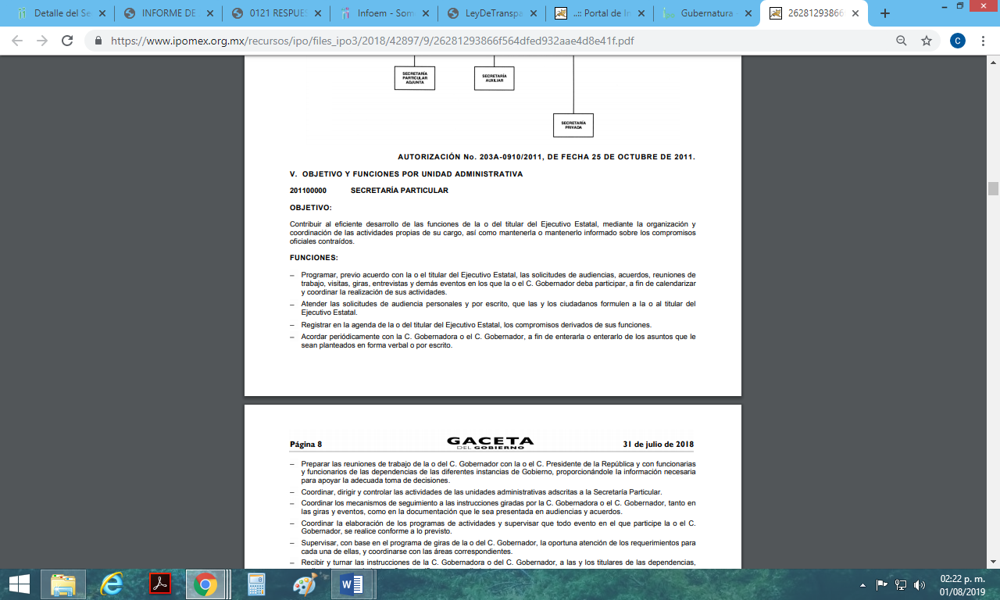 Detalle del Se
INFORME DE
0121 RESPUES
Infoem - Som
LeyDeTranspa
..:: Portal de In
Gubernatura
26281293866
https://www.ipomex.org.mx/recursos/ipo/files_ipo3/2018/42897/9/26281293866f564dfed932aae4d8e41f.pdf
C
SECRETARÍA
PARTICULAR
ADJUNTA
SECRETARÍA
AUXILIAR
SECRETARÍA
PRIVADA
AUTORIZACIÓN No. 203A-0910/2011, DE FECHA 25 DE OCTUBRE DE 2011.
V. OBJETIVO Y FUNCIONES POR UNIDAD ADMINISTRATIVA
201100000 SECRETARÍA PARTICULAR
OBJETIVO:
Contribuir al eficiente desarrollo de las funciones de la o del titular del Ejecutivo Estatal, mediante la organización y
coordinación de las actividades propias de su cargo, así como mantenerla o mantenerlo informado sobre los compromisos
oficiales contraídos.
FUNCIONES:
– Programar, previo acuerdo con la o el titular del Ejecutivo Estatal, las solicitudes de audiencias, acuerdos, reuniones de
trabajo, visitas, giras, entrevistas y demás eventos en los que la o el C. Gobernador deba participar, a fin de calendarizar
y coordinar la realización de sus actividades.
– Atender las solicitudes de audiencia personales y por escrito, que las y los ciudadanos formulen a la o al titular del
Ejecutivo Estatal.
– Registrar en la agenda de la o del titular del Ejecutivo Estatal, los compromisos derivados de sus funciones.
– Acordar periódicamente con la C. Gobernadora o el C. Gobernador, a fin de enterarla o enterarlo de los asuntos que le
sean planteados en forma verbal o por escrito.
Página 8
GACETA
DEL GOBIERNO
31 de julio de 2018
– Preparar las reuniones de trabajo de la o del C. Gobernador con la o el C. Presidente de la República y con funcionarias
y funcionarios de las dependencias de las diferentes instancias de Gobierno, proporcionándole la información necesaria
para apoyar la adecuada toma de decisiones.
– Coordinar, dirigir y controlar las actividades de las unidades administrativas adscritas a la Secretaría Particular.
– Coordinar los mecanismos de seguimiento a las instrucciones giradas por la C. Gobernadora o el C. Gobernador, tanto en
las giras y eventos, como en la documentación que le sea presentada en audiencias y acuerdos.
– Coordinar la elaboración de los programas de actividades y supervisar que todo evento en el que participe la o el C.
Gobernador, se realice conforme a lo previsto.
– Supervisar, con base en el programa de giras de la o del C. Gobernador, la oportuna atención de los requerimientos para
cada una de ellas, y coordinarse con las áreas correspondientes.
– Recibir y turnar las instrucciones de la C. Gobernadora o del C. Gobernador, a las y los titulares de las dependencias,
02:22 p. m.
01/08/2019